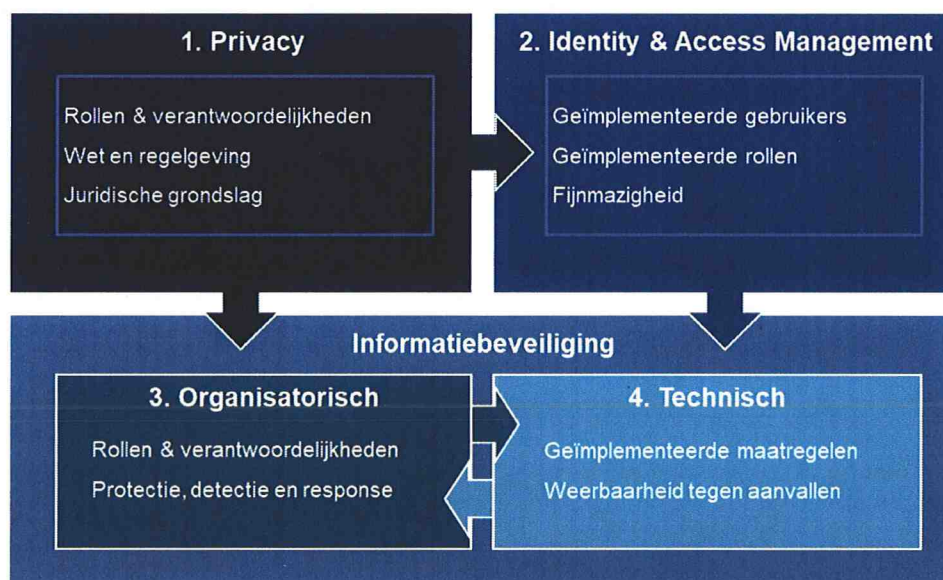 1. Privacy
Rollen & verantwoordelijkheden
Wet en regelgeving
Juridische grondslag
2. Identity & Access Management
Geïmplementeerde gebruikers
Geïmplementeerde rollen
Fijnmazigheid
Informatiebeveiliging
3. Organisatorisch
Rollen & verantwoordelijkheden
Protectie, detectie en response
4. Technisch
Geïmplementeerde maatregelen
Weerbaarheid tegen aanvallen